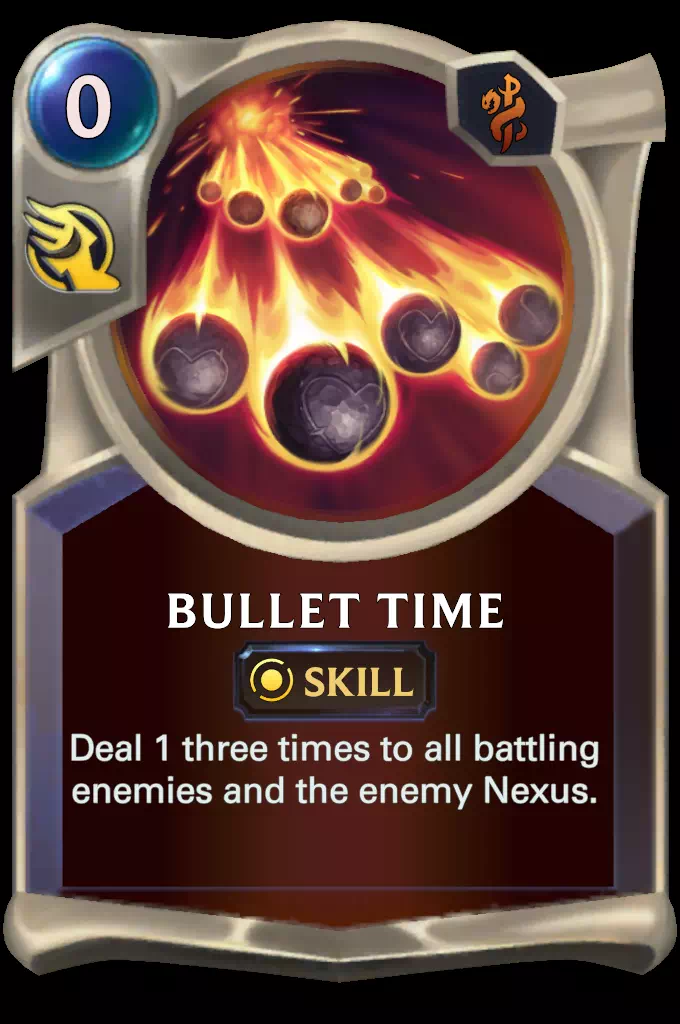 0
BULLET TIME
SKILL
Deal 1 three times to all battling
enemies and the enemy Nexus.